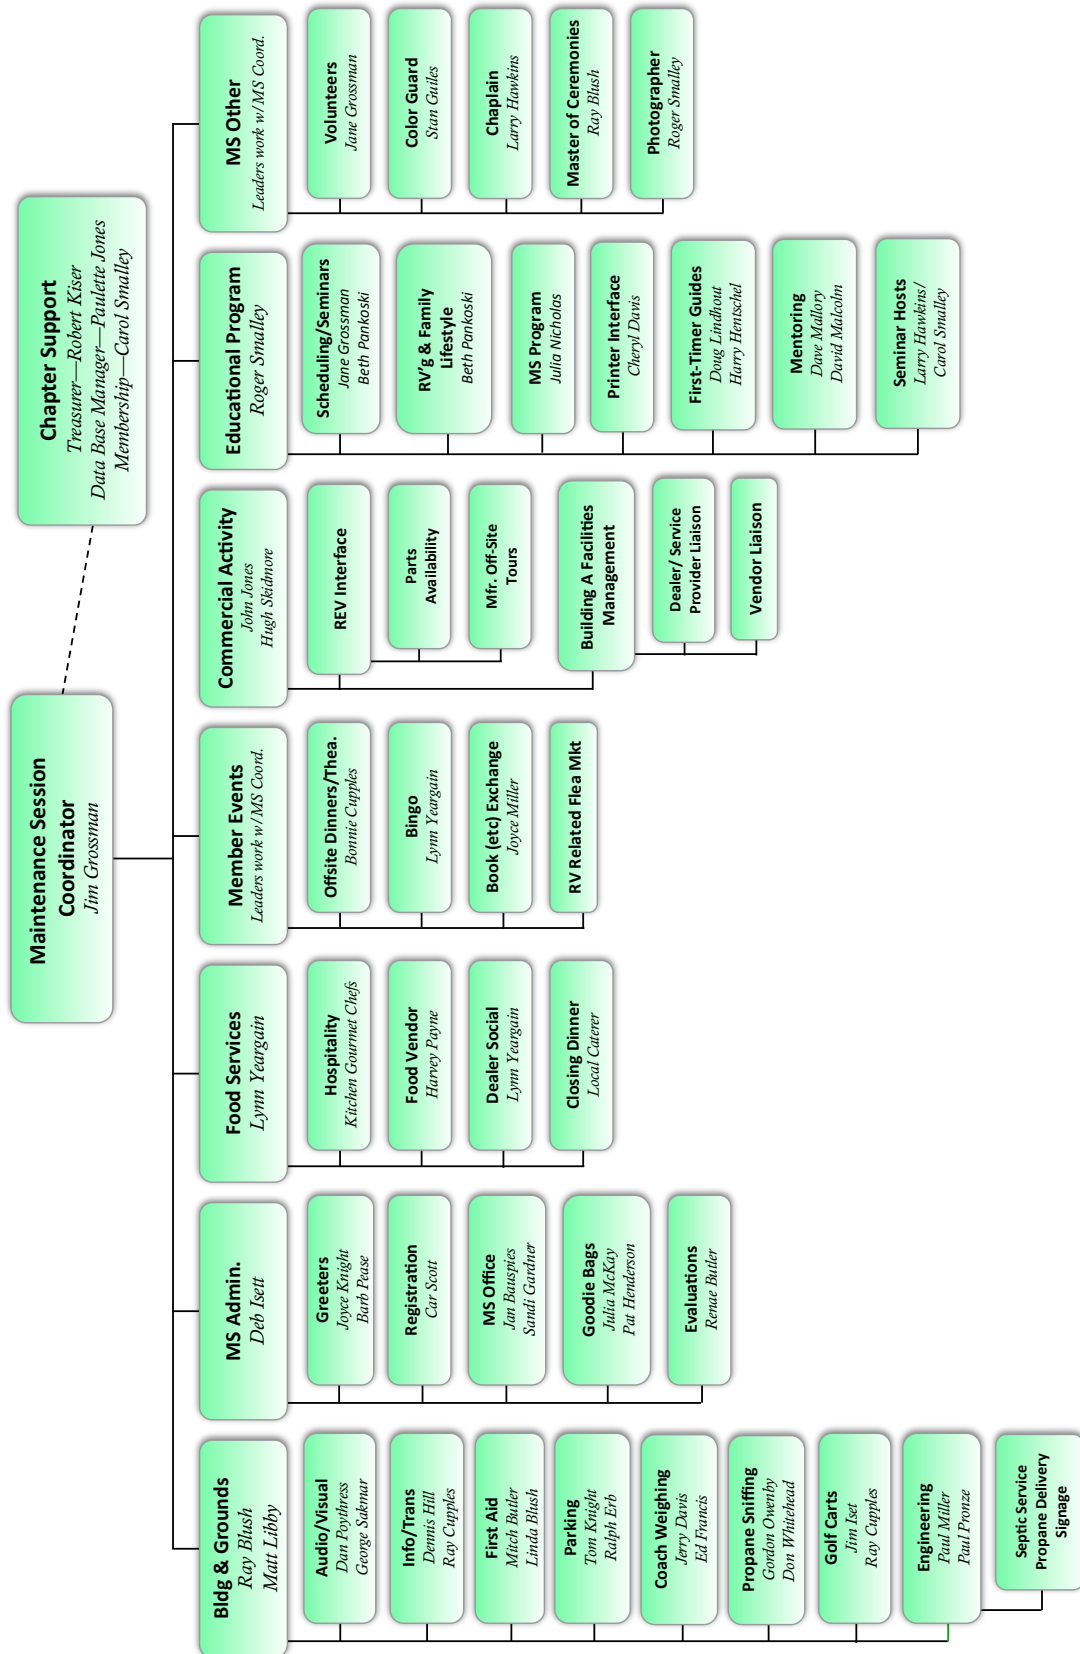 Maintenance Session
Coordinator
Jim Grossman
Chapter Support
Treasurer—Robert Kiser
Data Base Manager—Paulette Jones
Membership—Carol Smalley
Bldg & Grounds
Ray Blush
Matt Libby
Audio/Visual
Dan Poythress
George Sakmar
Info/Trans
Dennis Hill
Ray Cupples
First Aid
Mitch Butler
Linda Blush
Parking
Tom Knight
Ralph Erb
Coach Weighing
Jerry Davis
Ed Francis
Propane Sniffing
Gordon Owenby
Don Whitehead
Golf Carts
Jim Iset
Ray Cupples
Engineering
Paul Miller
Paul Pronze
Septic Service
Propane Delivery
Signage
MS Admin.
Deb Isett
Greeters
Joyce Knight
Barb Pease
Registration
Car Scott
MS Office
Jan Bauspies
Sandi Gardner
Goodie Bags
Julia McKay
Pat Henderson
Evaluations
Renae Butler
Food Services
Lynn Yeargain
Hospitality
Kitchen Gourmet Chefs
Food Vendor
Harvey Payne
Dealer Social
Lynn Yeargain
Closing Dinner
Local Caterer
Member Events
Leaders work w/ MS Coord.
Offsite Dinners/Thea.
Bonnie Cupples
Bingo
Lynn Yeargain
Book (etc) Exchange
Joyce Miller
RV Related Flea Mkt
Commercial Activity
John Jones
Hugh Skidmore
REV Interface
Parts
Availability
Mfr. Off-Site
Tours
Building A Facilities
Management
Dealer/ Service
Provider Liaison
Vendor Liaison
Educational Program
Roger Smalley
Scheduling/Seminars
Jane Grossman
Beth Pankoski
RV'g & Family
Lifestyle
Beth Pankoski
MS Program
Julia Nicholas
Printer Interface
Cheryl Davis
First-Timer Guides
Doug Lindhout
Harry Hentschel
Mentoring
Dave Mallory
David Malcolm
Seminar Hosts
Larry Hawkins/
Carol Smalley
MS Other
Leaders work w/ MS Coord.
Volunteers
Jane Grossman
Color Guard
Stan Guiles
Chaplain
Larry Hawkins
Master of Ceremonies
Ray Blush
Photographer
Roger Smalley